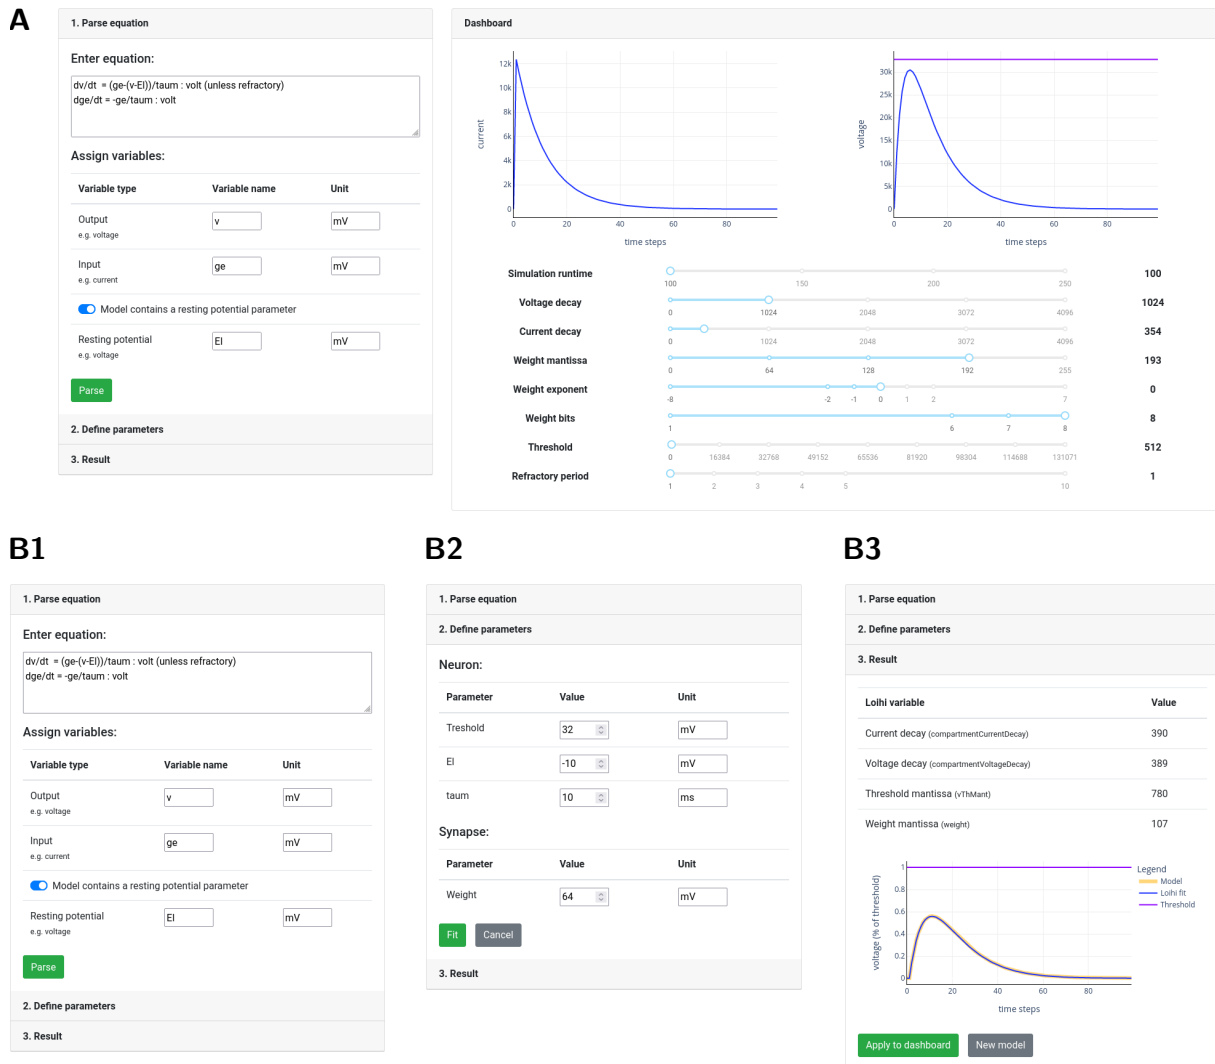 A
1. Parse equation
Enter equation:
dv/dt = (ge-(v-El))/taum : volt (unless refractory)
dge/dt = -ge/taum : volt
Assign variables:
Variable type Variable name Unit
Output v mV
e.g. voltage
Input ge mV
e.g. current
Model contains a resting potential parameter
Resting potential El mV
e.g. voltage
Parse
2. Define parameters
3. Result
Dashboard
current
12k
10k
8k
6k
4k
2k
0
0 20 40 60 80
time steps
voltage
30k
25k
20k
15k
10k
5k
0
0 20 40 60 80
time steps
Simulation runtime 100
100 150 200 250
Voltage decay 1024
0 1024 2048 3072 4096
Current decay 354
0 1024 2048 3072 4096
Weight mantissa 193
0 64 128 192 255
Weight exponent 0
-8 -2 -1 0 1 2 7
Weight bits 8
1 6 7 8
Threshold 512
0 16384 32768 49152 65536 81920 98304 114688 131071
Refractory period 1
1 2 3 4 5 10
B1
1. Parse equation
Enter equation:
dv/dt = (ge-(v-El))/taum : volt (unless refractory)
dge/dt = -ge/taum : volt
Assign variables:
Variable type Variable name Unit
Output v mV
e.g. voltage
Input ge mV
e.g. current
Model contains a resting potential parameter
Resting potential El mV
e.g. voltage
Parse
2. Define parameters
3. Result
B2
1. Parse equation
2. Define parameters
Neuron:
Parameter Value Unit
Treshold 32 mV
El -10 mV
taum 10 ms
Synapse:
Parameter Value Unit
Weight 64 mV
Fit Cancel
3. Result
B3
1. Parse equation
2. Define parameters
3. Result
Loihi variable Value
Current decay (compartmentCurrentDecay) 390
Voltage decay (compartmentVoltageDecay) 389
Threshold mantissa (vThMant) 780
Weight mantissa (weight) 107
voltage (% of threshold)
1
0.8
0.6
0.4
0.2
0
0 20 40 60 80
time steps
Legend
Model
Loihi fit
Threshold
Apply to dashboard New model